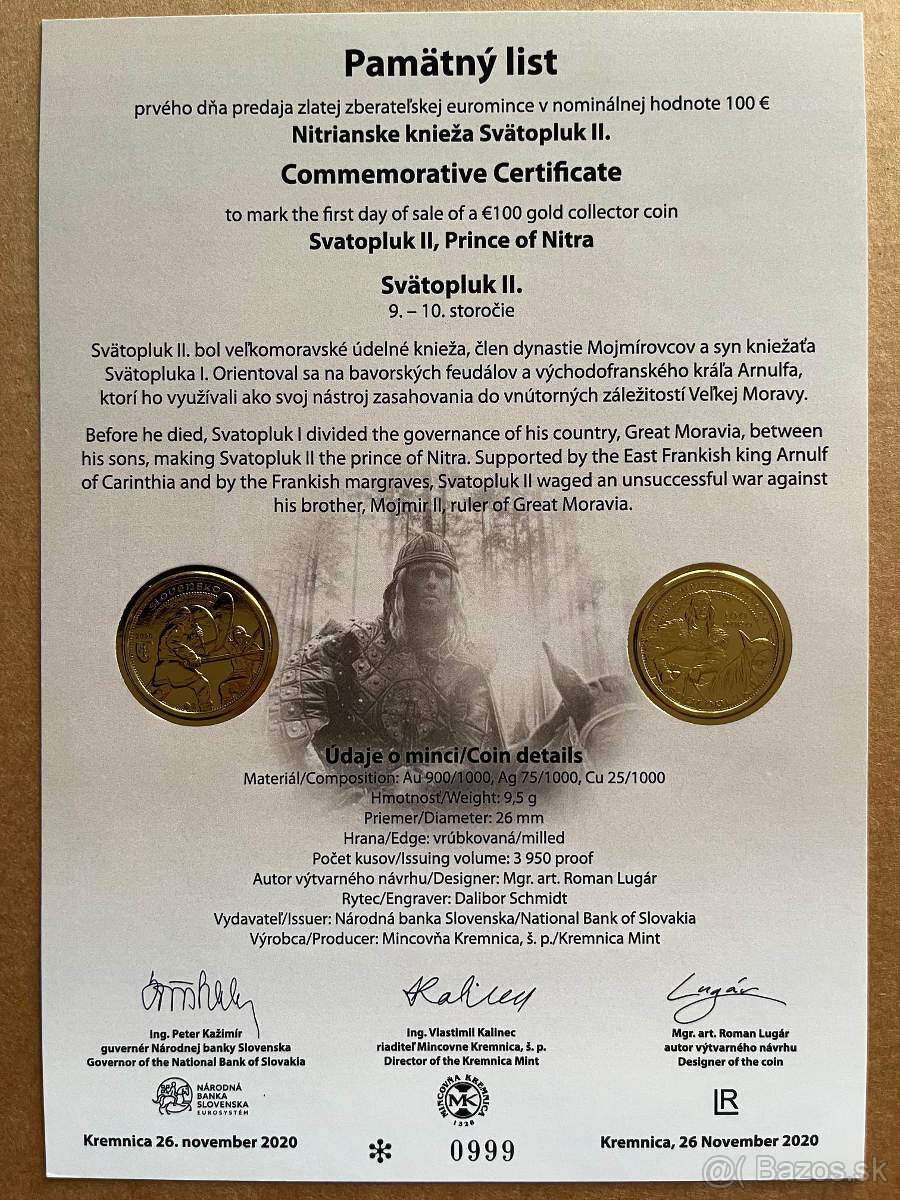 Pamätný list
prvého dňa predaja zlatej zberateľskej euromince v nominálnej hodnote 100 €
Nitrianske knieža Svätopluk II.
Commemorative Certificate
to mark the first day of sale of a €100 gold collector coin
Svatopluk II, Prince of Nitra
Svätopluk II.
9. – 10. storočie
Svätopluk II. bol veľkomoravské údelné knieža, člen dynastie Mojmírovcov a syn kniežaťa
Svätopluka I. Orientoval sa na bavorských feudálov a východofranského kráľa Arnulfa,
ktorí ho využívali ako svoj nástroj zasahovania do vnútorných záležitostí Veľkej Moravy.
Before he died, Svatopluk I divided the governance of his country, Great Moravia, between
his sons, making Svatopluk II the prince of Nitra. Supported by the East Frankish king Arnulf
of Carinthia and by the Frankish margraves, Svatopluk II waged an unsuccessful war against
his brother, Mojmir II, ruler of Great Moravia.
SLOVENSKO
Údaje o minci/Coin details
Materiál/Composition: Au 900/1000, Ag 75/1000, Cu 25/1000
Hmotnosť/Weight: 9,5 g
Priemer/Diameter: 26 mm
Hrana/Edge: vrúbkovaná/milled
Počet kusov/Issuing volume: 3 950 proof
Autor výtvarného návrhu/Designer: Mgr. art. Roman Lugár
Rytec/Engraver: Dalibor Schmidt
Vydavateľ/Issuer: Národná banka Slovenska/National Bank of Slovakia
Výrobca/Producer: Mincovňa Kremnica, š. p./Kremnica Mint
Kalinec
Lugár
Ing. Peter Kažimír
guvernér Národnej banky Slovenska
Governor of the National Bank of Slovakia
Ing. Vlastimil Kalinec
riaditeľ Mincovne Kremnica, š. p.
Director of the Kremnica Mint
Mgr. art. Roman Lugár
autor výtvarného návrhu
Designer of the coin
NÁRODNÁ
BANKA
SLOVENSKA
EUROSYSTÉM
MINCOVŇA KREMNICA
MK
1328
LR
Kremnica 26. november 2020
0999
Kremnica, 26 November 2020
Bazos.sk